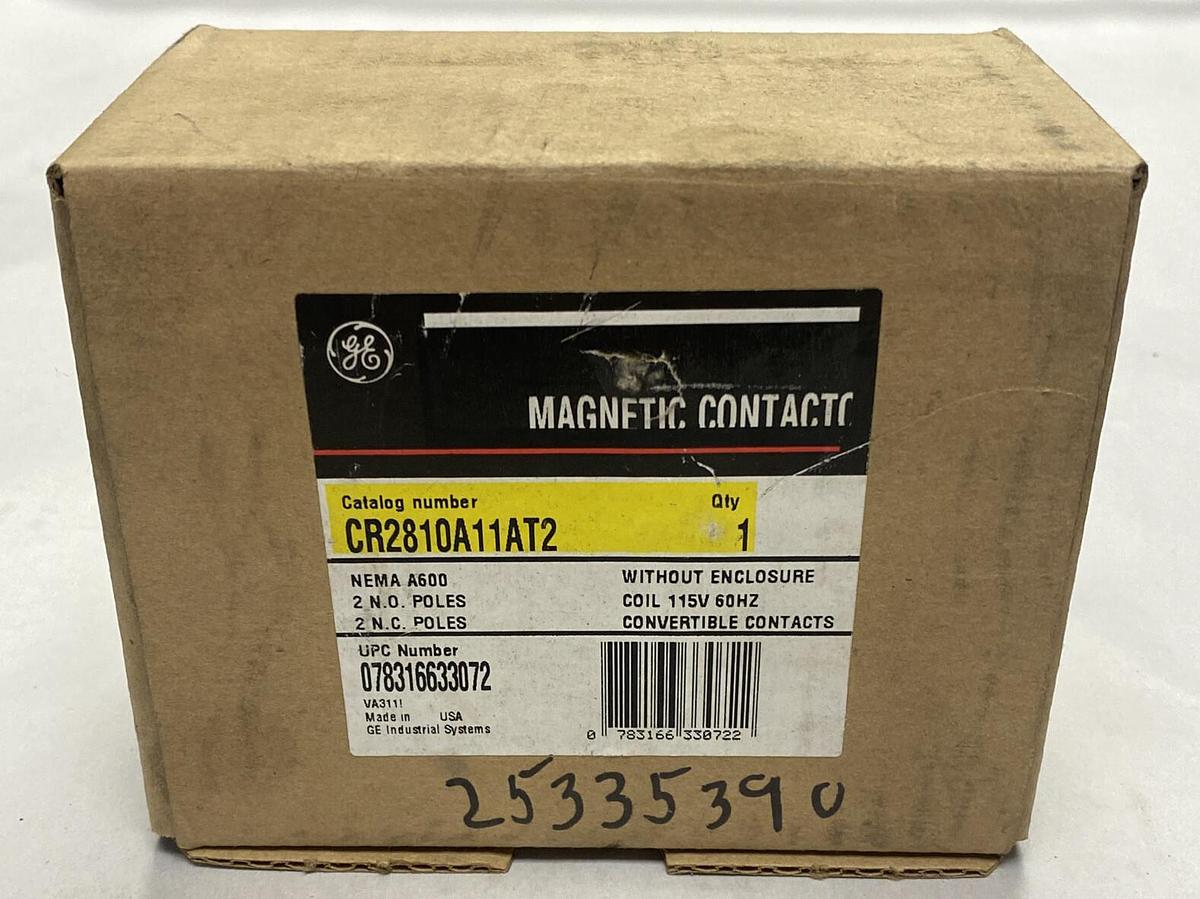 GE
MAGNETIC CONTACTO
Catalog number Qty
CR2810A11AT2 1
NEMA A600 WITHOUT ENCLOSURE
2 N.O. POLES COIL 115V 60HZ
2 N.C. POLES CONVERTIBLE CONTACTS
UPC Number
078316633072
VA311!
Made in USA
GE Industrial Systems
0 783166 330722
25335390